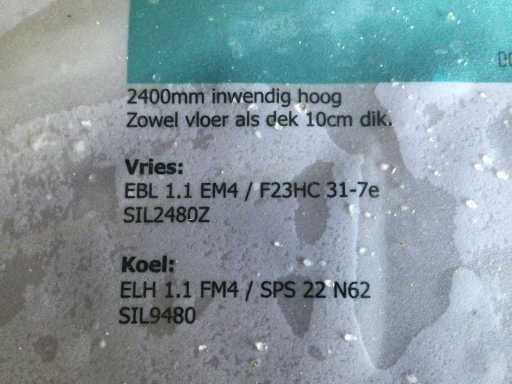 2400mm inwendig hoog
Zowel vloer als dek 10cm dik.
Vries:
EBL 1.1 EM4 / F23HC 31-7e
SIL2480Z
Koel:
ELH 1.1 FM4 / SPS 22 N62
SIL9480